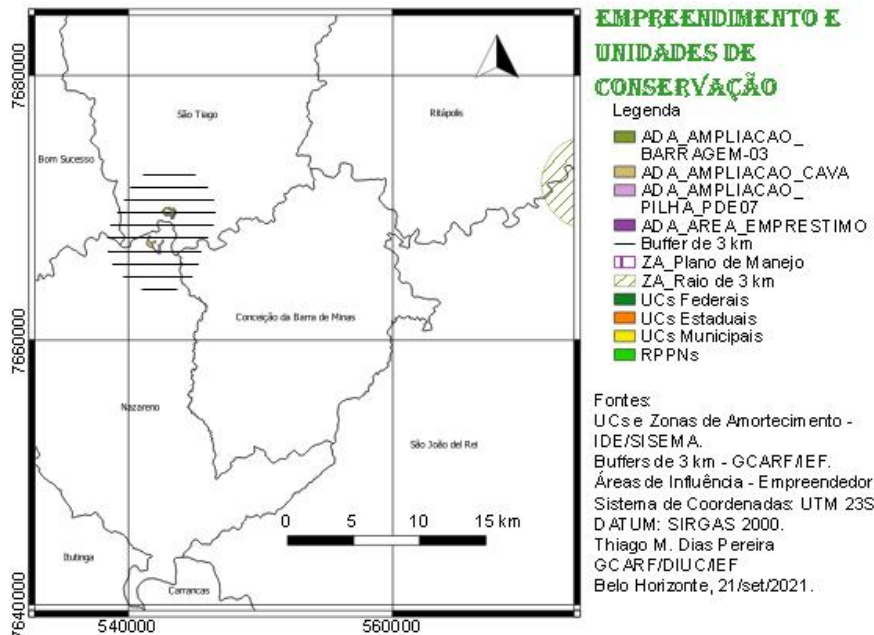 EMPREENDIMENTO E
UNIDADES DE
CONSERVAÇÃO
Legenda
ADA_AMPLIACAO_
BARRAGEM-03
ADA_AMPLIACAO_CAVA
ADA_AMPLIACAO_
PILHA_PDE07
ADA_AREA_EMPRESTIMO
Buffer de 3 km
ZA_Plano de Manejo
ZA_Raio de 3 km
UCs Federais
UCs Estaduais
UCs Municipais
RPPNs
Fontes:
UCs e Zonas de Amortecimento -
IDE/SISEMA.
Buffers de 3 km - GCARF/IEF.
Áreas de Influência - Empreendedor
Sistema de Coordenadas: UTM 23S
DATUM: SIRGAS 2000.
Thiago M. Dias Pereira
GCARF/DIUC/IEF
Belo Horizonte, 21/set/2021.
7680000
7660000
7640000
540000
560000
São Tiago
Ritápolis
Bom Sucesso
Conceição da Barra de Minas
Nazareno
São João del Rei
Itutinga
Carrancas
0 5 10 15 km